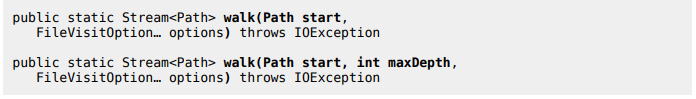 public static Stream<Path> walk(Path start,
FileVisitOption… options) throws IOException
public static Stream<Path> walk(Path start, int maxDepth,
FileVisitOption… options) throws IOException